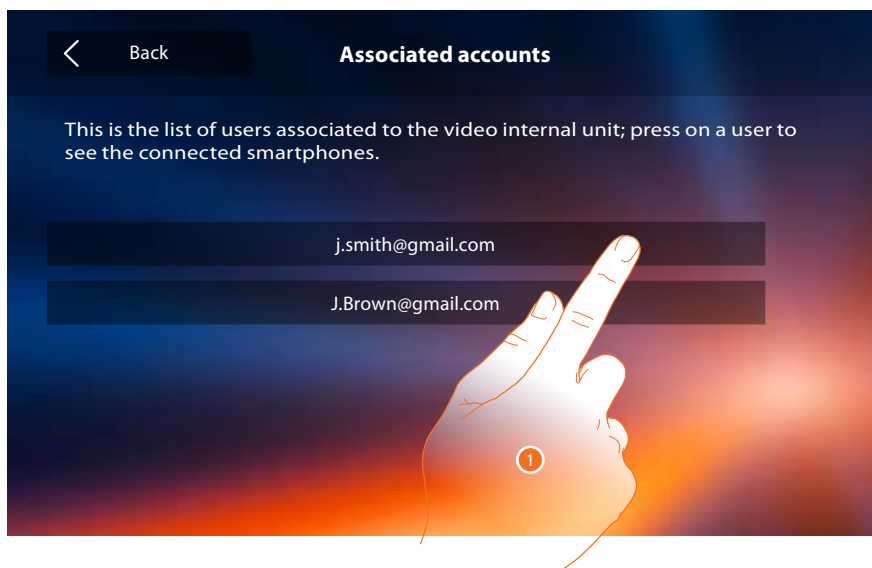 Back
Associated accounts
This is the list of users associated to the video internal unit; press on a user to
see the connected smartphones.
j.smith@gmail.com
J.Brown@gmail.com
1